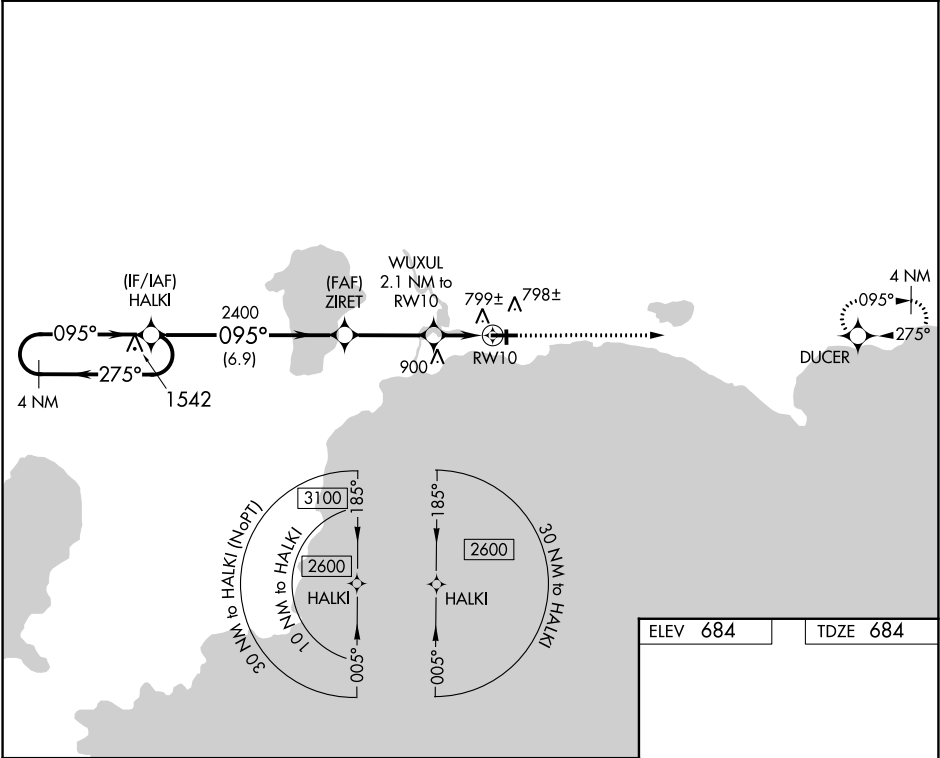 (IF/IAF)
HALKI
095°
275°
4 NM
1542
2400
095°
(6.9)
(FAF)
ZIRET
WUXUL
2.1 NM to
RW10
900
799±
798±
RW10
4 NM
095°
275°
DUCER
30 NM to HALKI (NoPT)
3100
185°
10 NM to HALKI
2600
HALKI
005°
185°
2600
HALKI
30 NM to HALKI
005°
ELEV 684
TDZE 684